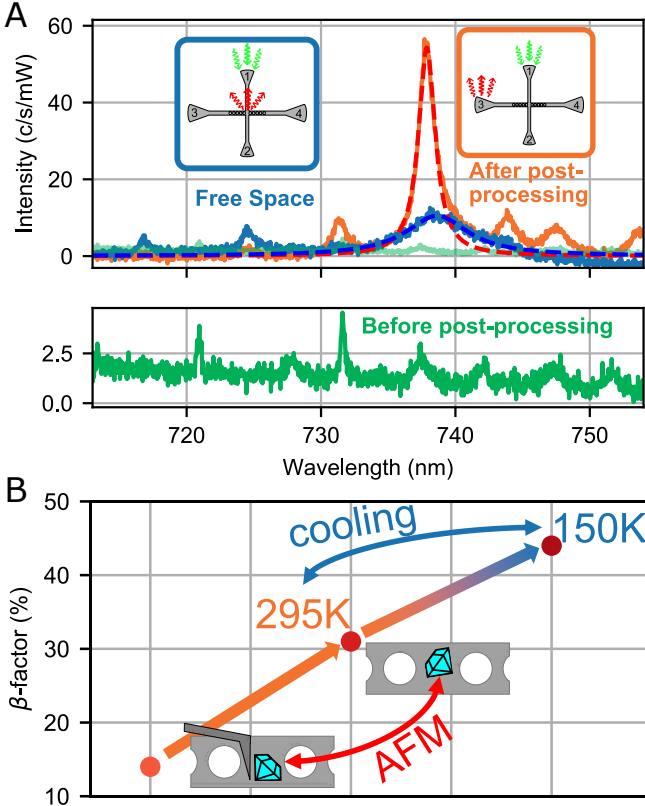 A
Intensity (c/s/mW)
60
40
20
0
1
2
3
4
Free Space
1
2
3
4
After post-
processing
2.5
0.0
Before post-processing
720
730
740
750
Wavelength (nm)
B
β-factor (%)
50
40
30
20
10
cooling
150K
295K
AFM